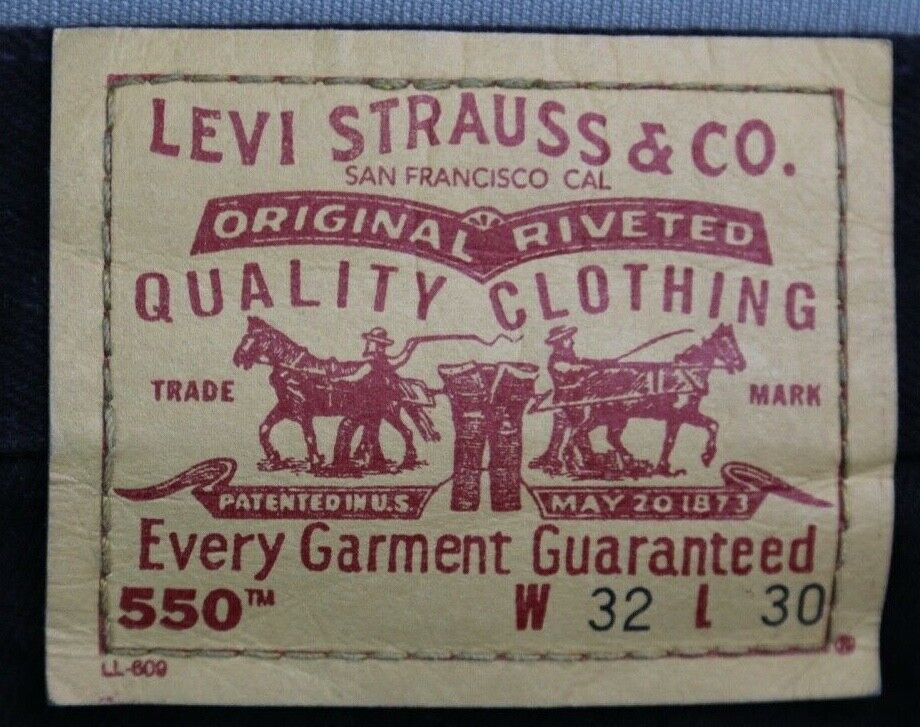 LEVI STRAUSS & CO.
SAN FRANCISCO CAL
ORIGINAL RIVETED
QUALITY CLOTHING
TRADE MARK
PATENTED IN U.S. MAY 20 1873
Every Garment Guaranteed
550™ W 32 L 30
®
LL-609